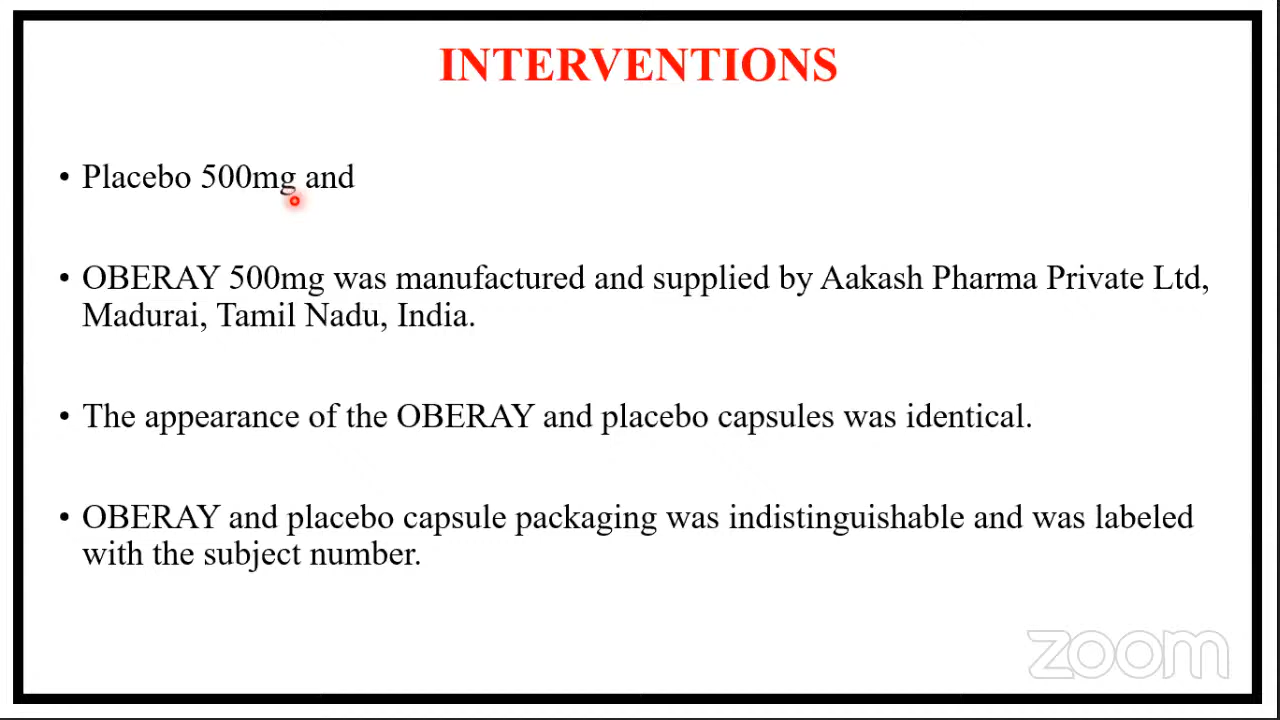 INTERVENTIONS
• Placebo 500mg and
• OBERAY 500mg was manufactured and supplied by Aakash Pharma Private Ltd,
Madurai, Tamil Nadu, India.
• The appearance of the OBERAY and placebo capsules was identical.
• OBERAY and placebo capsule packaging was indistinguishable and was labeled
with the subject number.
zoom